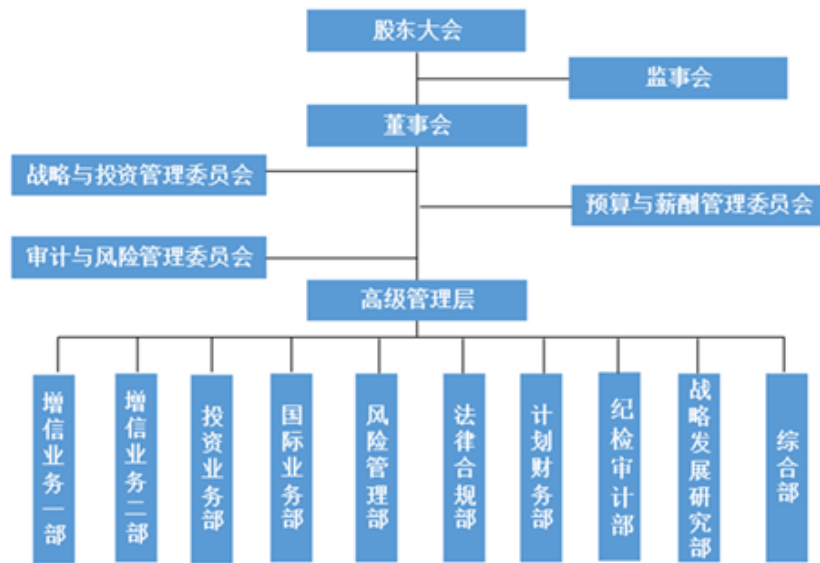 股东大会
监事会
董事会
战略与投资管理委员会
预算与薪酬管理委员会
审计与风险管理委员会
高级管理层
增信业务一部
增信业务二部
投资业务部
国际业务部
风险管理部
法律合规部
计划财务部
纪检审计部
战略发展研究部
综合部